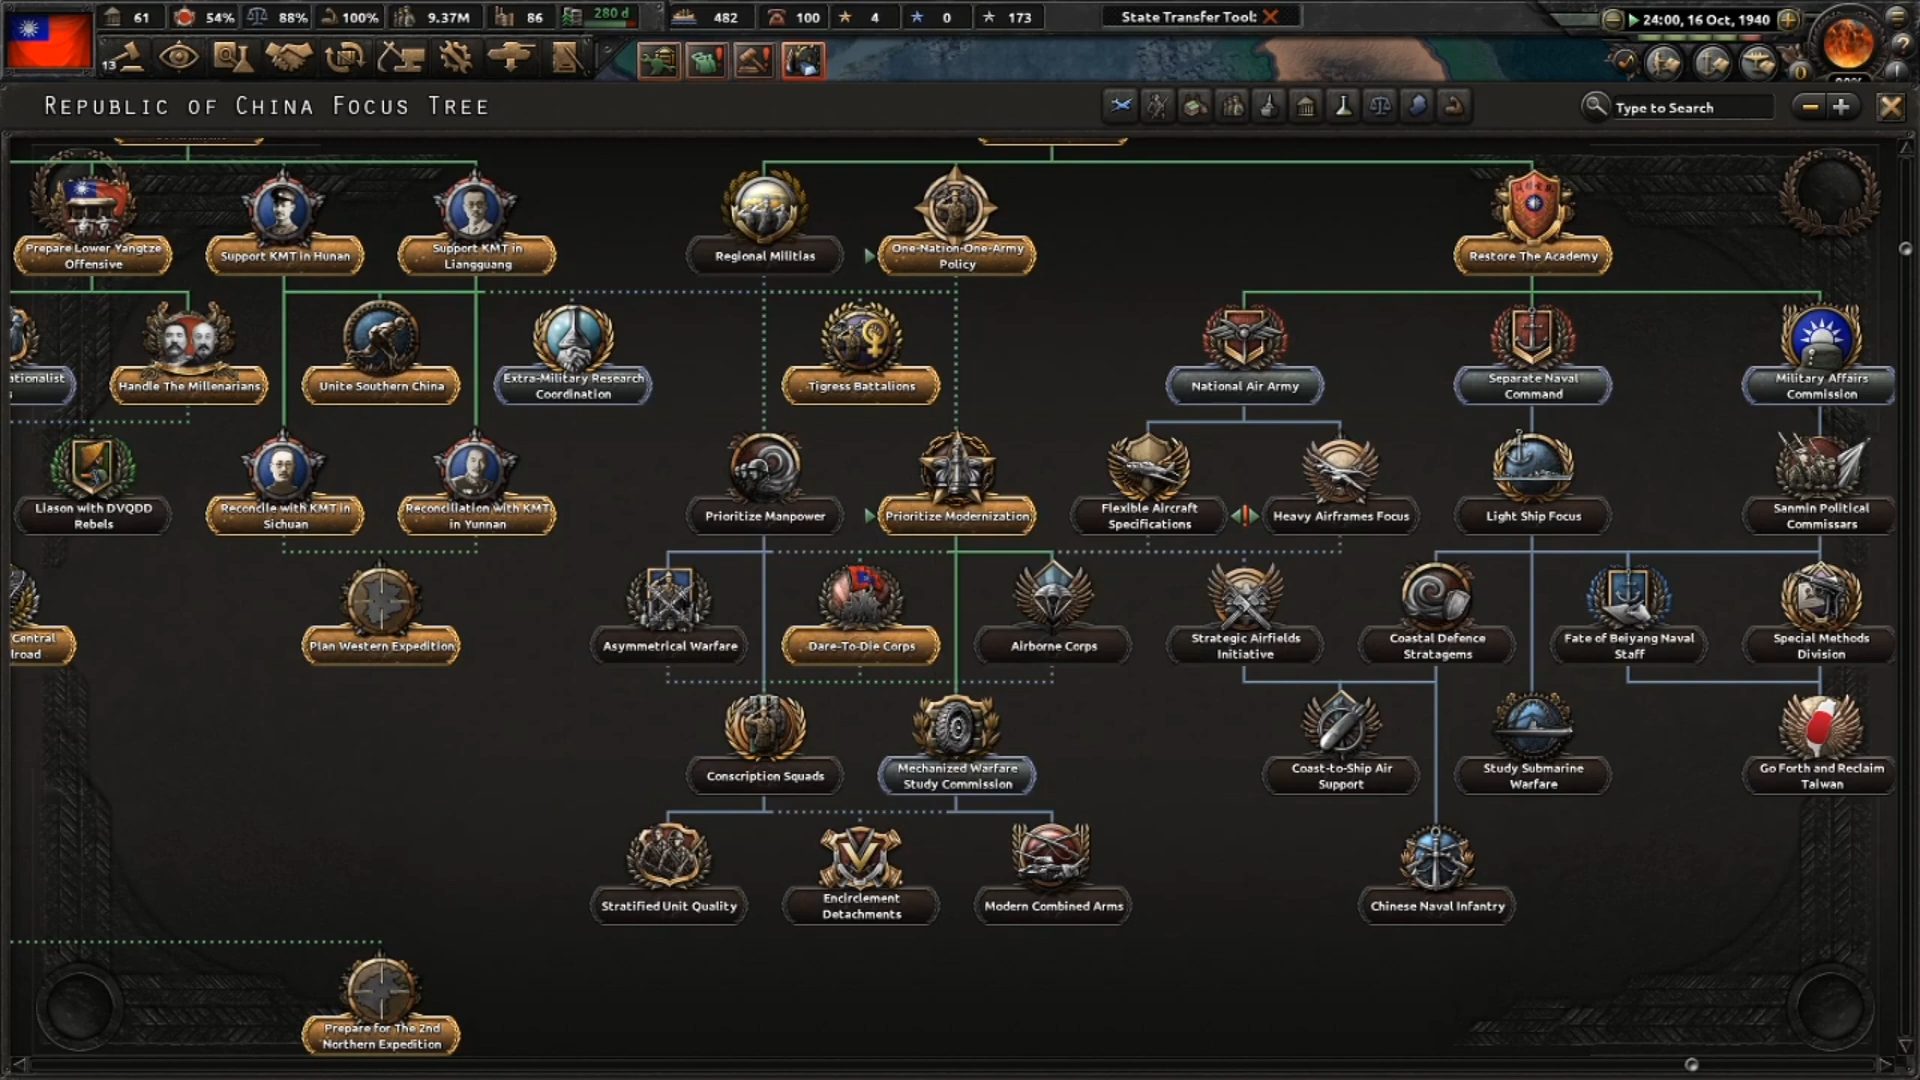 61
54%
88%
100%
9.37M
86
280 d
482
100
4
0
173
State Transfer Tool:
24:00, 16 Oct, 1940
13
0
REPUBLIC OF CHINA FOCUS TREE
Type to Search
Prepare Lower Yangtze
Offensive
Support KMT in Hunan
Support KMT in
Liangguang
Regional Militias
One-Nation-One-Army
Policy
Restore The Academy
ationalist
Handle The Millenarians
Unite Southern China
Extra-Military Research
Coordination
Tigress Battalions
National Air Army
Separate Naval
Command
Military Affairs
Commission
Liason with DVQDD
Rebels
Reconcile with KMT in
Sichuan
Reconciliation with KMT
in Yunnan
Prioritize Manpower
Prioritize Modernization
Flexible Aircraft
Specifications
Heavy Airframes Focus
Light Ship Focus
Sanmin Political
Commissars
Central
lroad
Plan Western Expedition
Asymmetrical Warfare
Dare-To-Die Corps
Airborne Corps
Strategic Airfields
Initiative
Coastal Defence
Stratagems
Fate of Beiyang Naval
Staff
Special Methods
Division
Conscription Squads
Mechanized Warfare
Study Commission
Coast-to-Ship Air
Support
Study Submarine
Warfare
Go Forth and Reclaim
Taiwan
Stratified Unit Quality
Encirclement
Detachments
Modern Combined Arms
Chinese Naval Infantry
Prepare for The 2nd
Northern Expedition